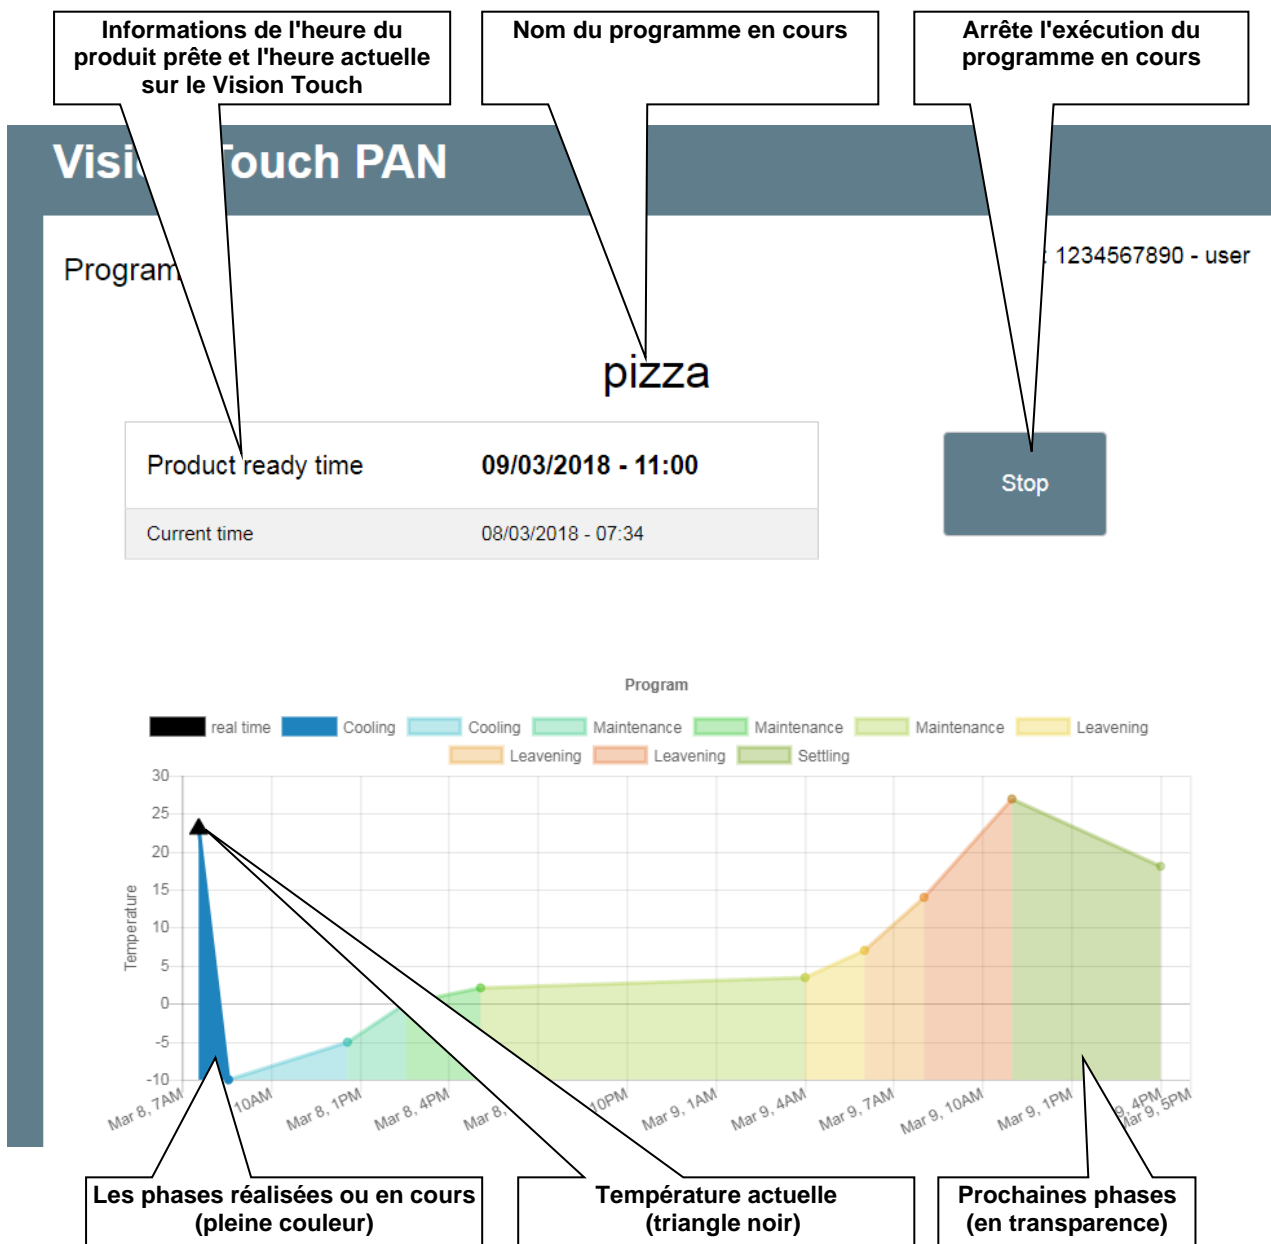 Informations de l'heure du
produit prête et l'heure actuelle
sur le Vision Touch
Nom du programme en cours
Arrête l'exécution du
programme en cours
Touch PAN
: 1234567890 - user
pizza
Product ready time 09/03/2018 - 11:00
Current time 08/03/2018 - 07:34
Stop
Program
real time Cooling Cooling Maintenance Maintenance Maintenance Leavening
Leavening Leavening Settling
Temperature
30
25
20
15
10
5
0
-5
-10
Mar 8, 7AM 10AM Mar 8, 1PM Mar 8, 4PM Mar 8, 10PM Mar 9, 1AM Mar 9, 4AM Mar 9, 7AM Mar 9, 10AM Mar 9, 1PM 9, 4PM Mar 9, 5PM
Les phases réalisées ou en cours
(pleine couleur)
Température actuelle
(triangle noir)
Prochaines phases
(en transparence)